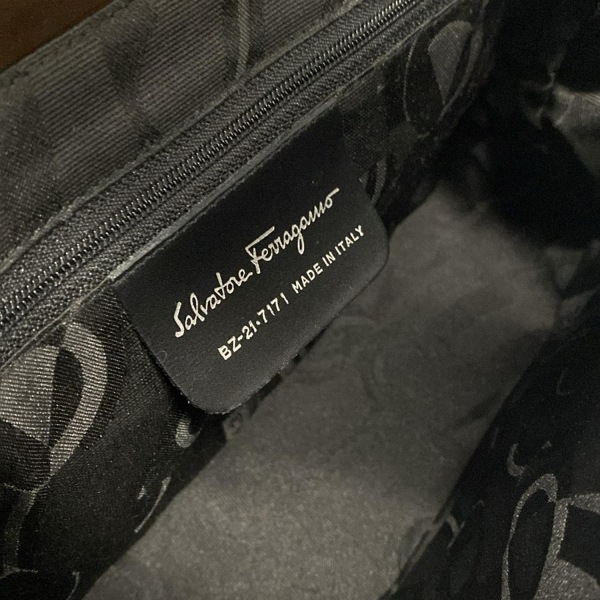 Salvatore Ferragamo
BZ-21-7171 MADE IN ITALY